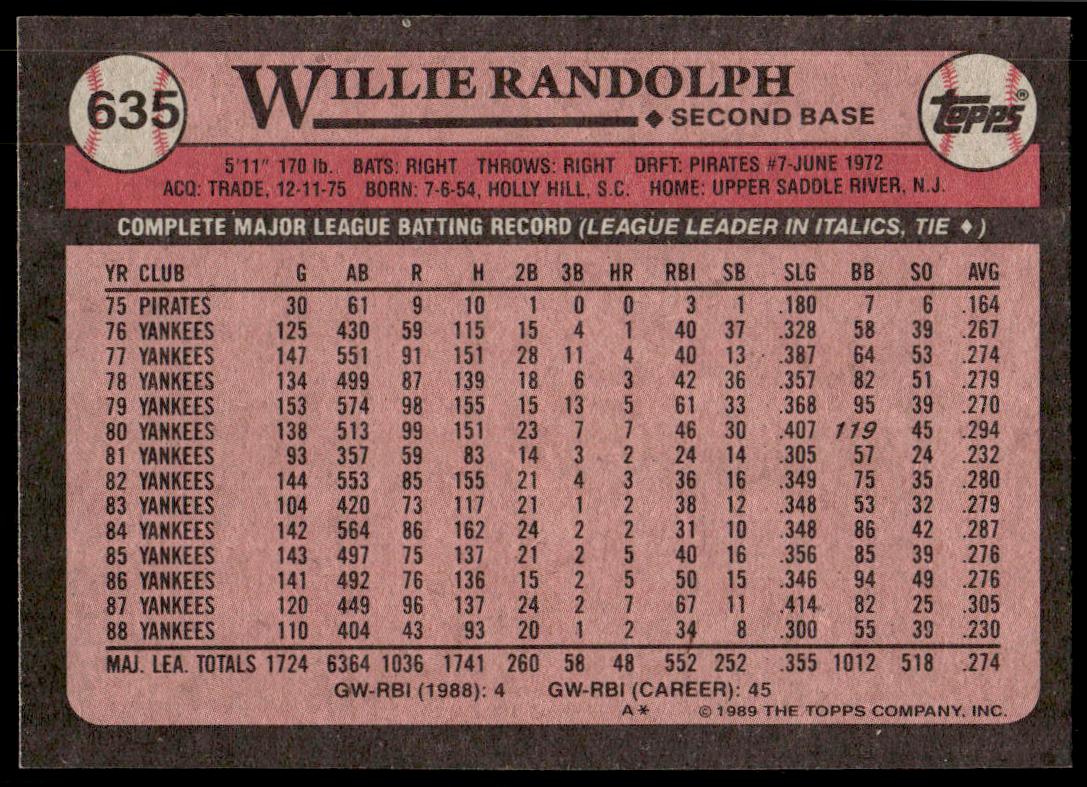 635
WILLIE RANDOLPH
◆ SECOND BASE
TOPPS®
5'11" 170 lb. BATS: RIGHT THROWS: RIGHT DRFT: PIRATES #7-JUNE 1972
ACQ: TRADE, 12-11-75 BORN: 7-6-54, HOLLY HILL, S.C. HOME: UPPER SADDLE RIVER, N.J.
COMPLETE MAJOR LEAGUE BATTING RECORD (LEAGUE LEADER IN ITALICS, TIE ♦)
YR CLUB G AB R H 2B 3B HR RBI SB SLG BB SO AVG
75 PIRATES 30 61 9 10 1 0 0 3 1 .180 7 6 .164
76 YANKEES 125 430 59 115 15 4 1 40 37 .328 58 39 .267
77 YANKEES 147 551 91 151 28 11 4 40 13 .387 64 53 .274
78 YANKEES 134 499 87 139 18 6 3 42 36 .357 82 51 .279
79 YANKEES 153 574 98 155 15 13 5 61 33 .368 95 39 .270
80 YANKEES 138 513 99 151 23 7 7 46 30 .407 119 45 .294
81 YANKEES 93 357 59 83 14 3 2 24 14 .305 57 24 .232
82 YANKEES 144 553 85 155 21 4 3 36 16 .349 75 35 .280
83 YANKEES 104 420 73 117 21 1 2 38 12 .348 53 32 .279
84 YANKEES 142 564 86 162 24 2 2 31 10 .348 86 42 .287
85 YANKEES 143 497 75 137 21 2 5 40 16 .356 85 39 .276
86 YANKEES 141 492 76 136 15 2 5 50 15 .346 94 49 .276
87 YANKEES 120 449 96 137 24 2 7 67 11 .414 82 25 .305
88 YANKEES 110 404 43 93 20 1 2 34 8 .300 55 39 .230
MAJ. LEA. TOTALS 1724 6364 1036 1741 260 58 48 552 252 .355 1012 518 .274
GW-RBI (1988): 4 GW-RBI (CAREER): 45
A* © 1989 THE TOPPS COMPANY, INC.